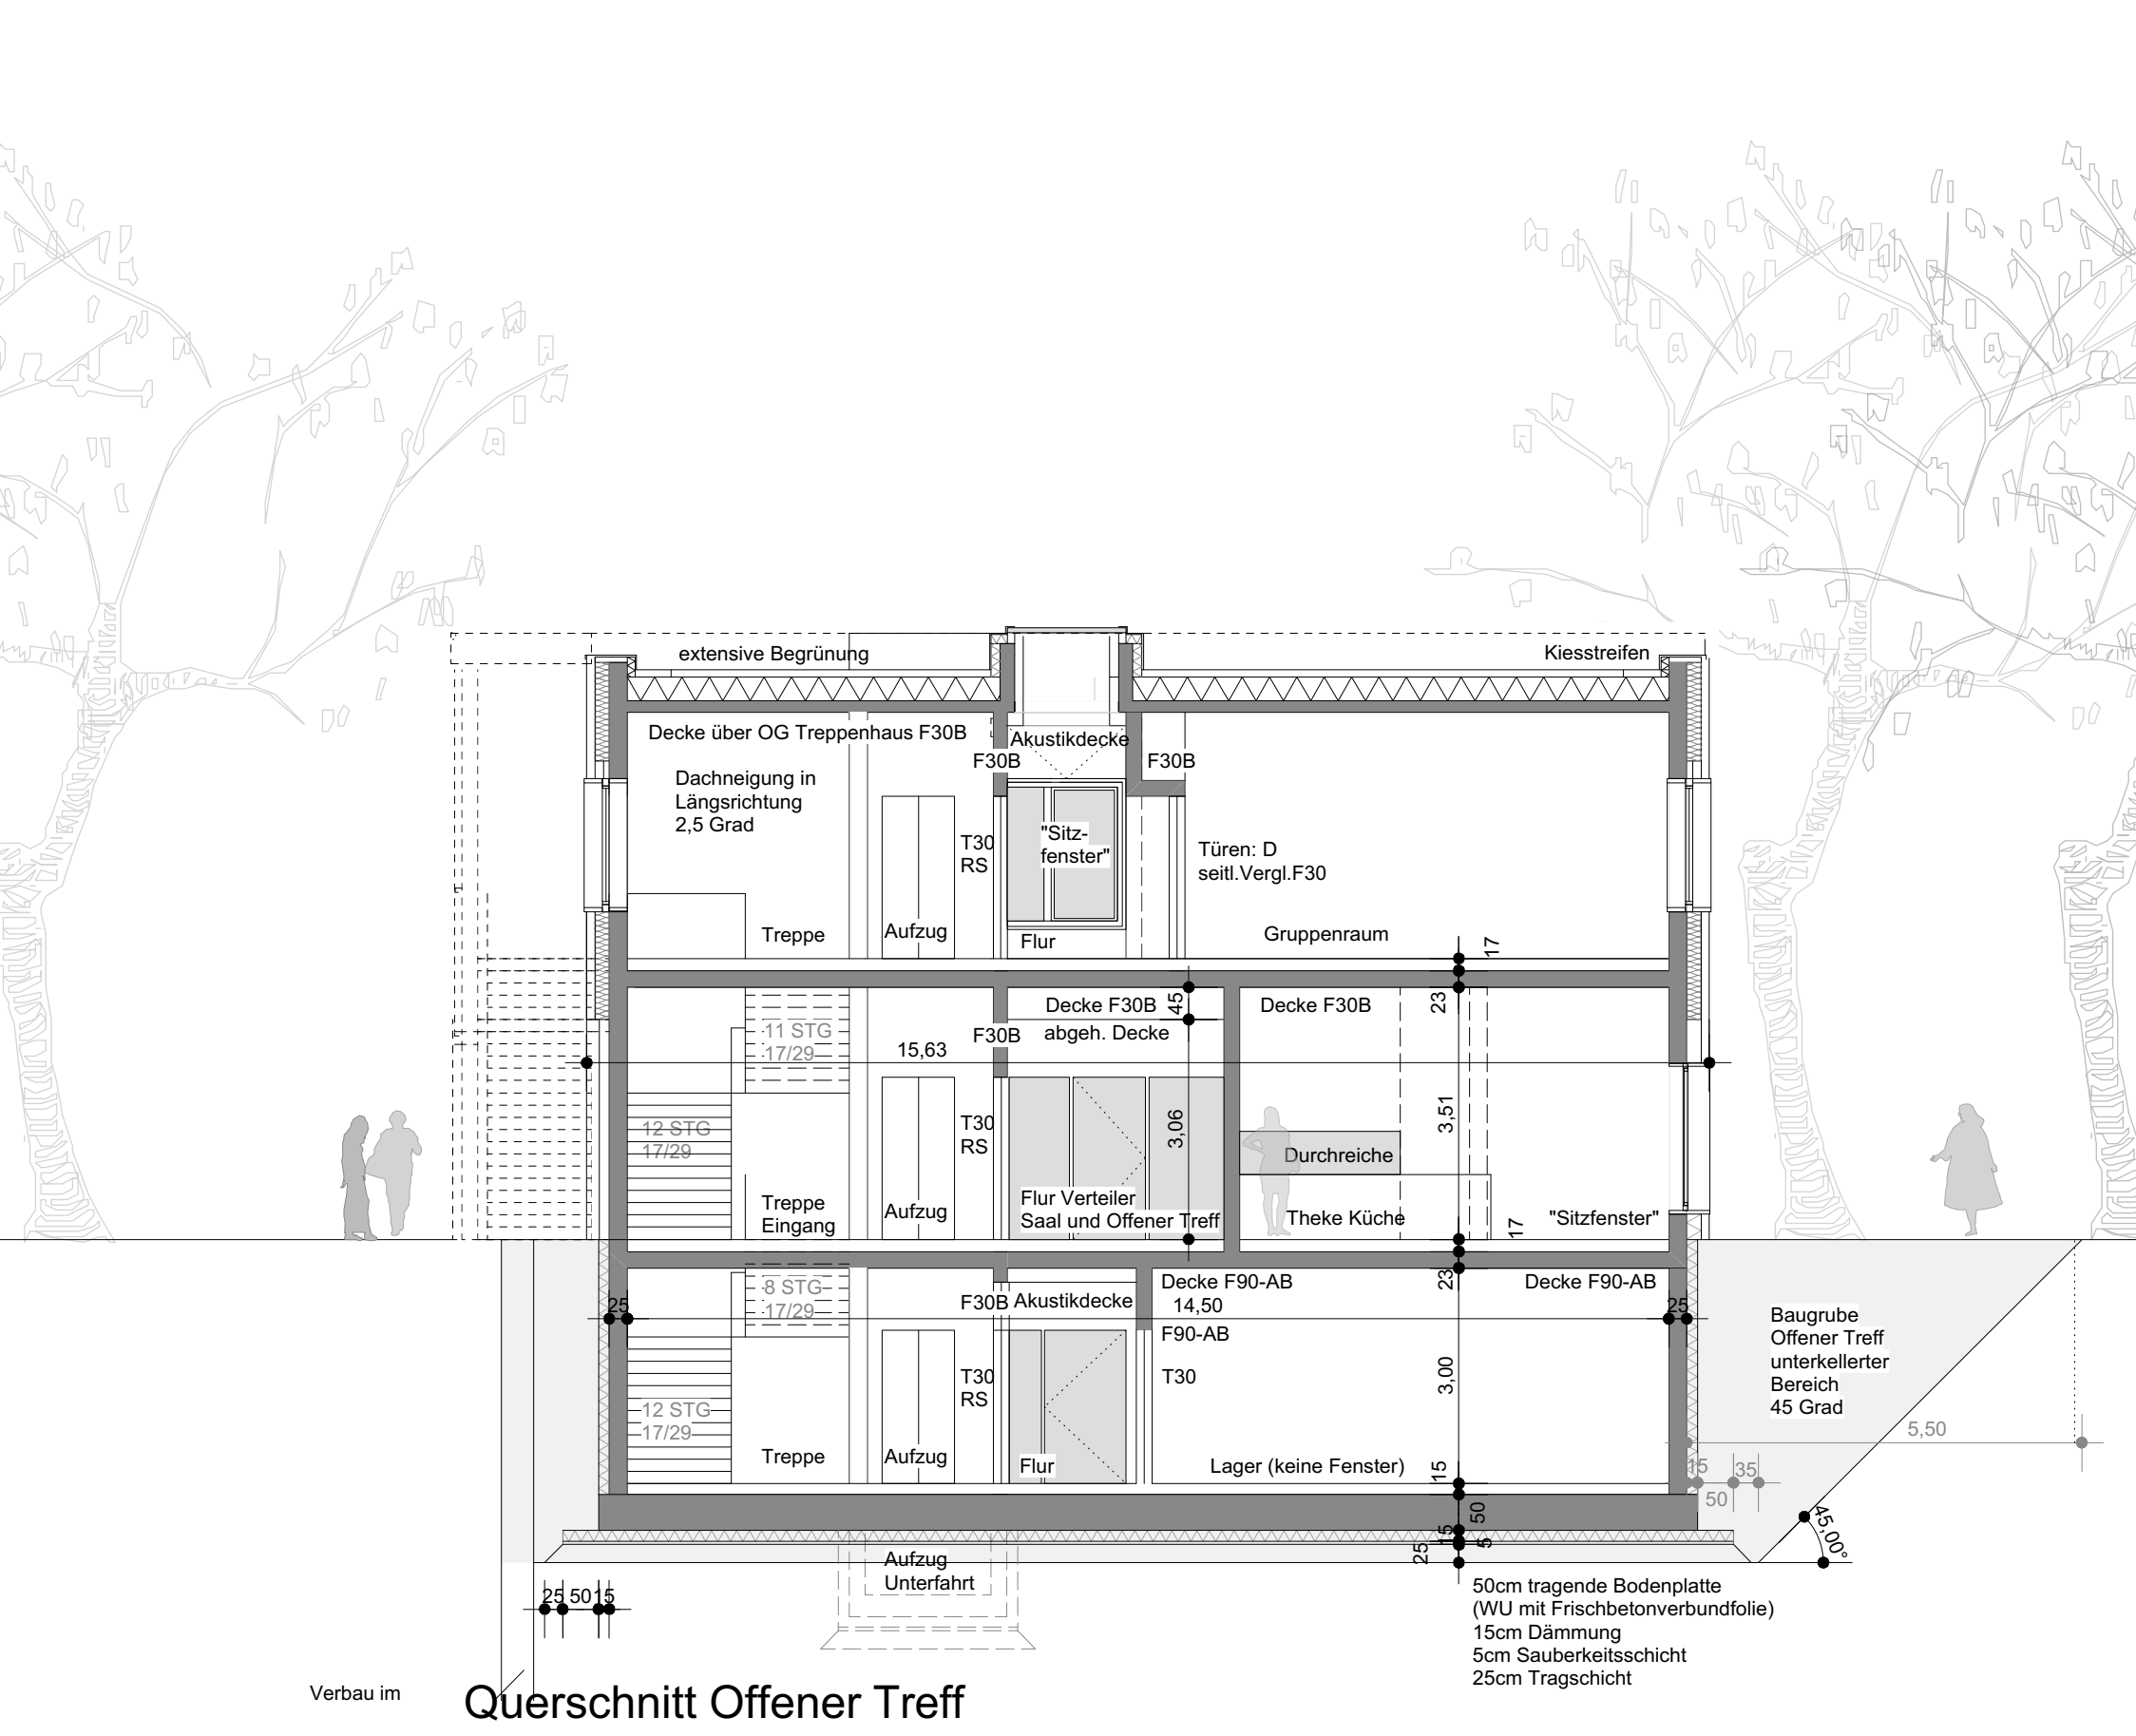 extensive Begrünung
Kiesstreifen
Decke über OG Treppenhaus F30B
Akustikdecke
F30B
F30B
Dachneigung in
Längsrichtung
2,5 Grad
"Sitz-
fenster"
T30
RS
Türen: D
seitl.Vergl.F30
Treppe
Aufzug
Flur
Gruppenraum
17
45
Decke F30B
23
Decke F30B
11 STG
17/29
F30B
abgeh. Decke
15,63
12 STG
17/29
T30
RS
3,06
3,51
Durchreiche
Treppe
Eingang
Aufzug
Flur Verteiler
Saal und Offener Treff
Theke Küche
17
"Sitzfenster"
8 STG
17/29
F30B
Akustikdecke
Decke F90-AB
23
Decke F90-AB
25
14,50
25
F90-AB
Baugrube
Offener Treff
unterkellerter
Bereich
45 Grad
T30
RS
T30
3,00
12 STG
17/29
5,50
Treppe
Aufzug
Flur
Lager (keine Fenster)
15
15
35
50
50
45,00°
15
5
25
Aufzug
Unterfahrt
25 50 15
50cm tragende Bodenplatte
(WU mit Frischbetonverbundfolie)
15cm Dämmung
5cm Sauberkeitsschicht
25cm Tragschicht
Verbau im
Querschnitt Offener Treff